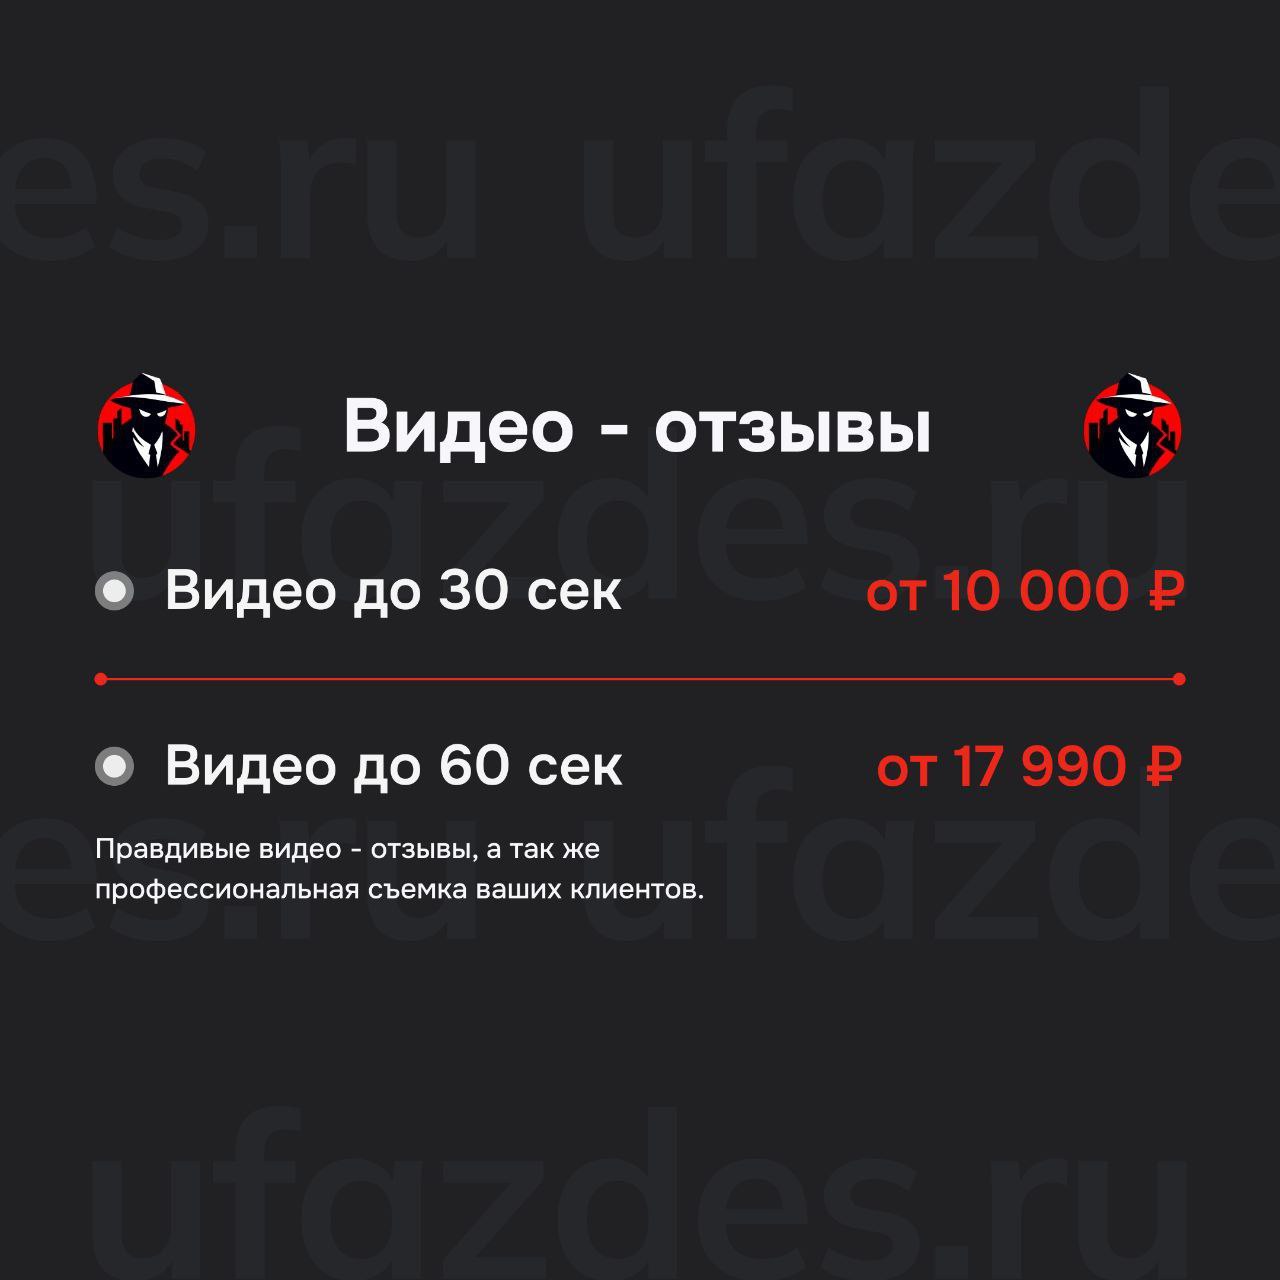 es.ru ufazde
Видео - отзывы
ufazdes.ru
Видео до 30 сек от 10 000 ₽
Видео до 60 сек от 17 990 ₽
es.ru ufazde
Правдивые видео - отзывы, а так же
профессиональная съемка ваших клиентов.
ufazdes.ru